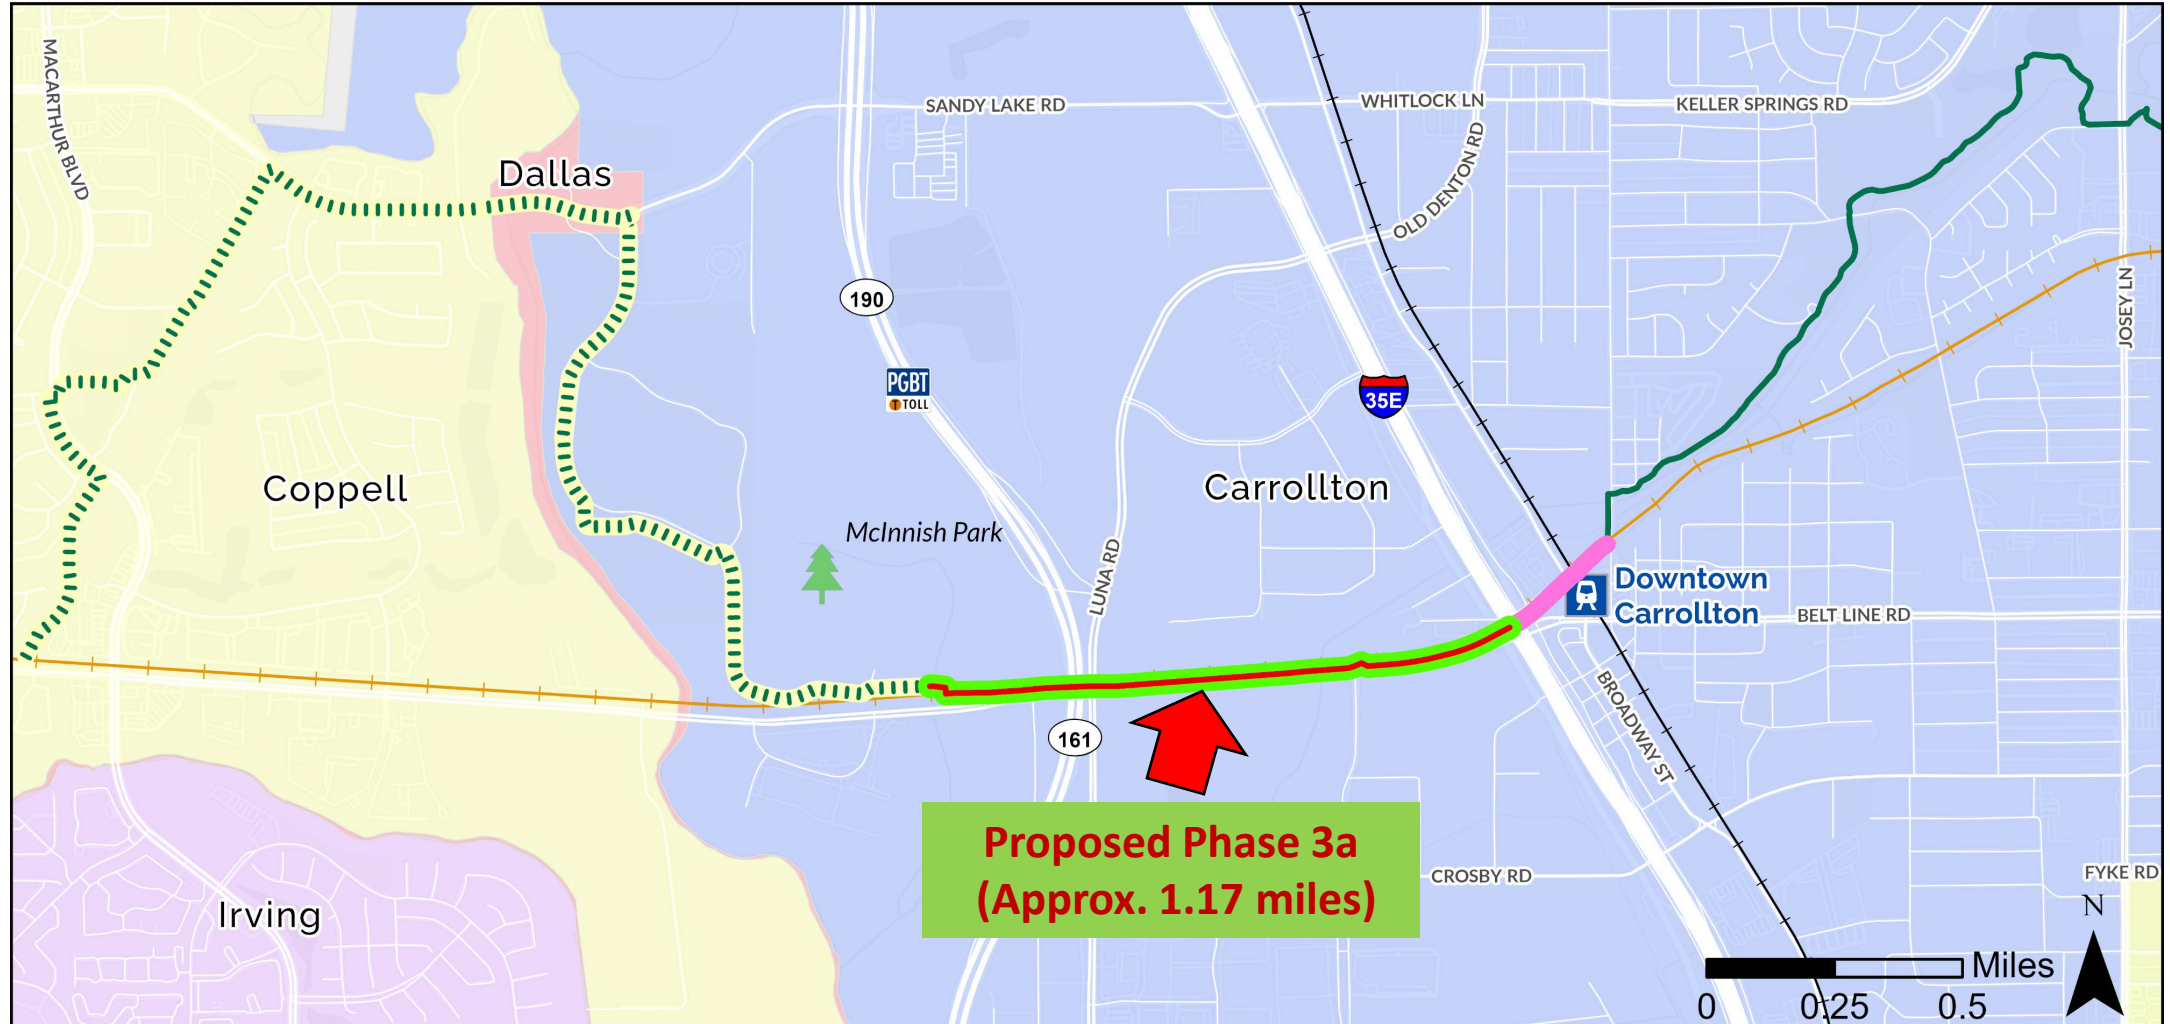 MACARTHUR BLVD
SANDY LAKE RD
WHITLOCK LN
KELLER SPRINGS RD
OLD DENTON RD
Dallas
190
JOSEY LN
PGBT
T TOLL
35E
Coppell
Carrollton
McInnish Park
LUNA RD
Downtown
Carrollton
BELT LINE RD
161
BROADWAY ST
Proposed Phase 3a
(Approx. 1.17 miles)
CROSBY RD
FYKE RD
Irving
N
Miles
0 0.25 0.5